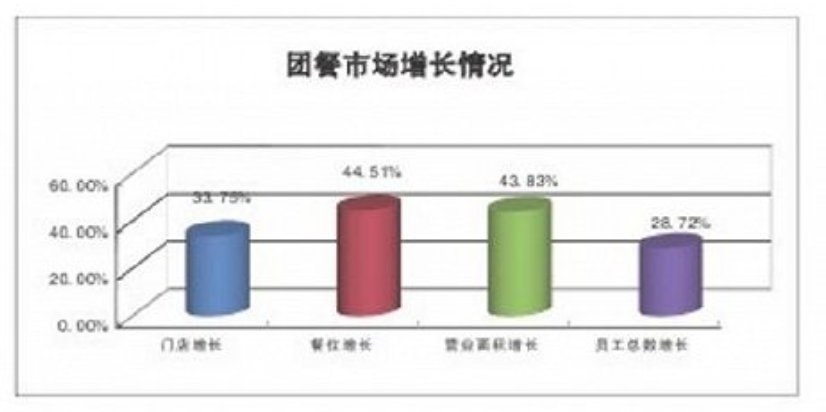 团餐市场增长情况
60.00%
40.00%
20.00%
0.00%
33.75%
44.51%
43.83%
28.72%
门店增长
餐位增长
营业面积增长
员工总数增长